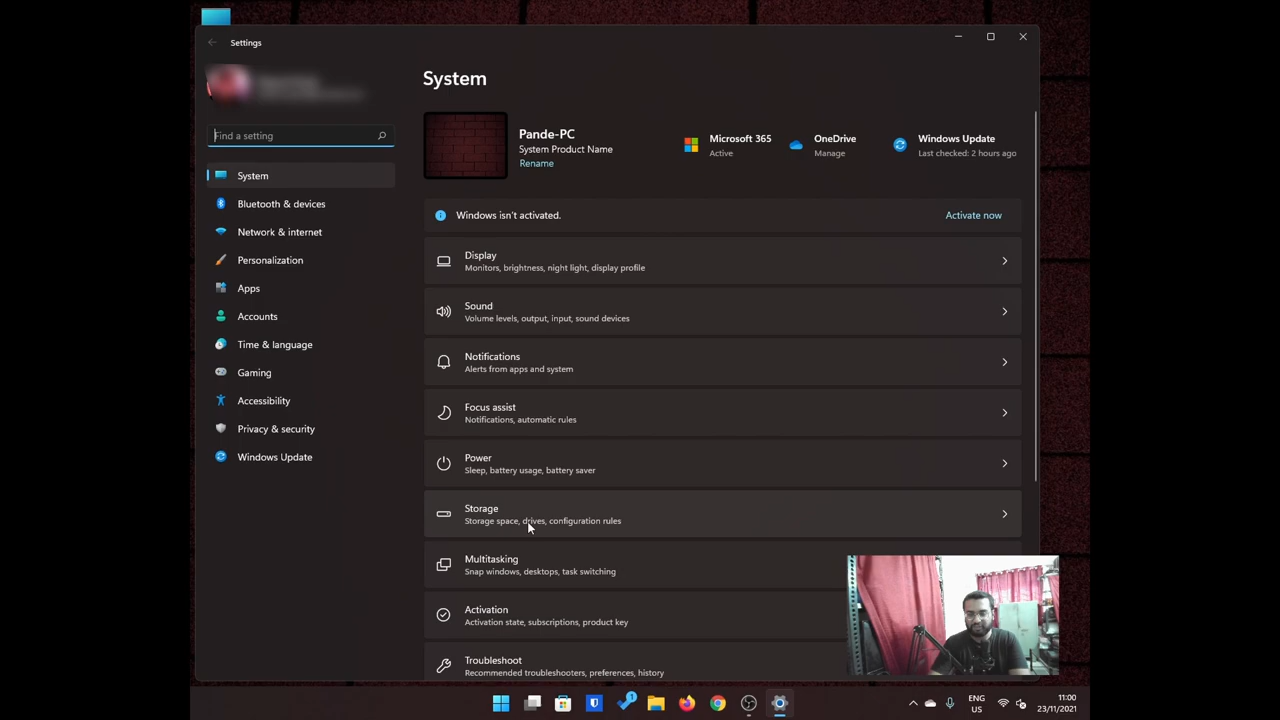 Settings
System
Find a setting
Pande-PC
System Product Name
Rename
Microsoft 365
Active
OneDrive
Manage
Windows Update
Last checked: 2 hours ago
System
Bluetooth & devices
Network & internet
Personalization
Apps
Accounts
Time & language
Gaming
Accessibility
Privacy & security
Windows Update
Windows isn't activated.
Activate now
Display
Monitors, brightness, night light, display profile
Sound
Volume levels, output, input, sound devices
Notifications
Alerts from apps and system
Focus assist
Notifications, automatic rules
Power
Sleep, battery usage, battery saver
Storage
Storage space, drives, configuration rules
Multitasking
Snap windows, desktops, task switching
Activation
Activation state, subscriptions, product key
Troubleshoot
Recommended troubleshooters, preferences, history
1
ENG
US
11:00
23/11/2021